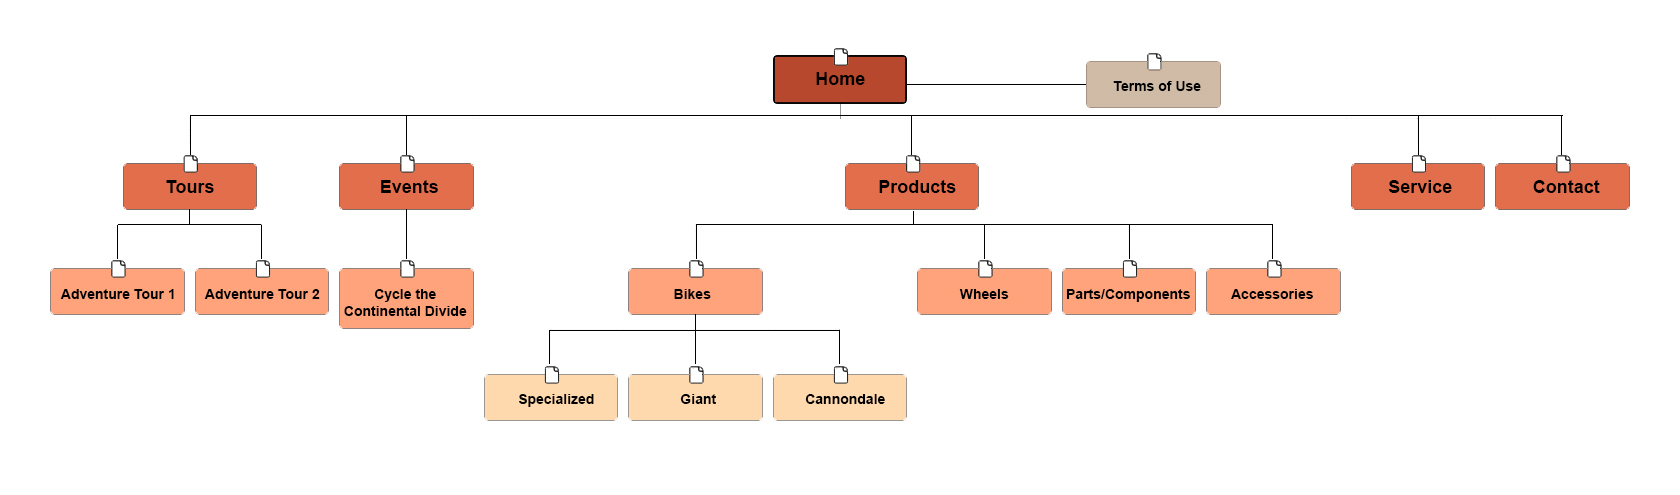 Home
Terms of Use
Tours
Events
Products
Service
Contact
Adventure Tour 1
Adventure Tour 2
Cycle the
Continental Divide
Bikes
Wheels
Parts/Components
Accessories
Specialized
Giant
Cannondale